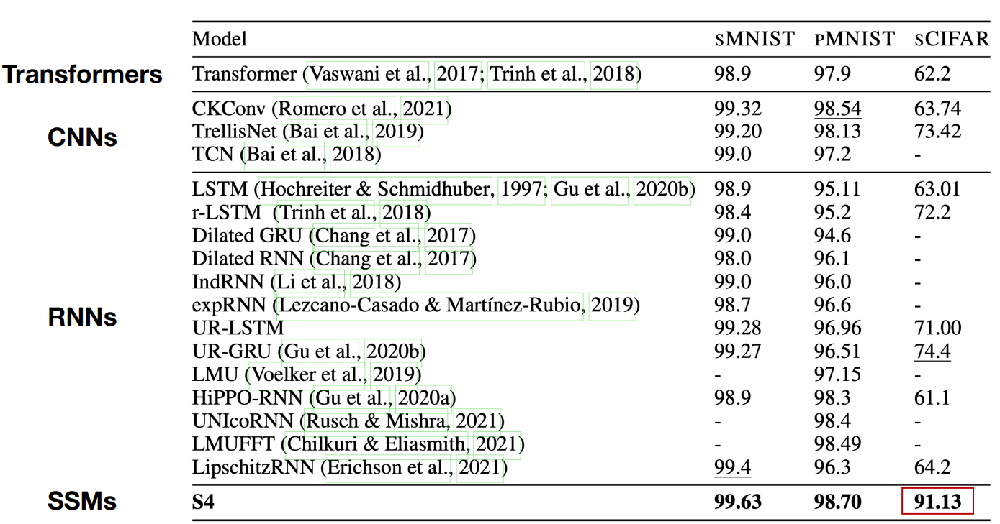 Model sMNIST pMNIST sCIFAR
Transformers Transformer (Vaswani et al., 2017; Trinh et al., 2018) 98.9 97.9 62.2
CNNs
CKConv (Romero et al., 2021) 99.32 98.54 63.74
TrellisNet (Bai et al., 2019) 99.20 98.13 73.42
TCN (Bai et al., 2018) 99.0 97.2 -
RNNs
LSTM (Hochreiter & Schmidhuber, 1997; Gu et al., 2020b) 98.9 95.11 63.01
r-LSTM (Trinh et al., 2018) 98.4 95.2 72.2
Dilated GRU (Chang et al., 2017) 99.0 94.6 -
Dilated RNN (Chang et al., 2017) 98.0 96.1 -
IndRNN (Li et al., 2018) 99.0 96.0 -
expRNN (Lezcano-Casado & Martínez-Rubio, 2019) 98.7 96.6 -
UR-LSTM 99.28 96.96 71.00
UR-GRU (Gu et al., 2020b) 99.27 96.51 74.4
LMU (Voelker et al., 2019) - 97.15 -
HiPPO-RNN (Gu et al., 2020a) 98.9 98.3 61.1
UNIcoRNN (Rusch & Mishra, 2021) - 98.4 -
LMUFFT (Chilkuri & Eliasmith, 2021) - 98.49 -
LipschitzRNN (Erichson et al., 2021) 99.4 96.3 64.2
SSMs S4 99.63 98.70 91.13